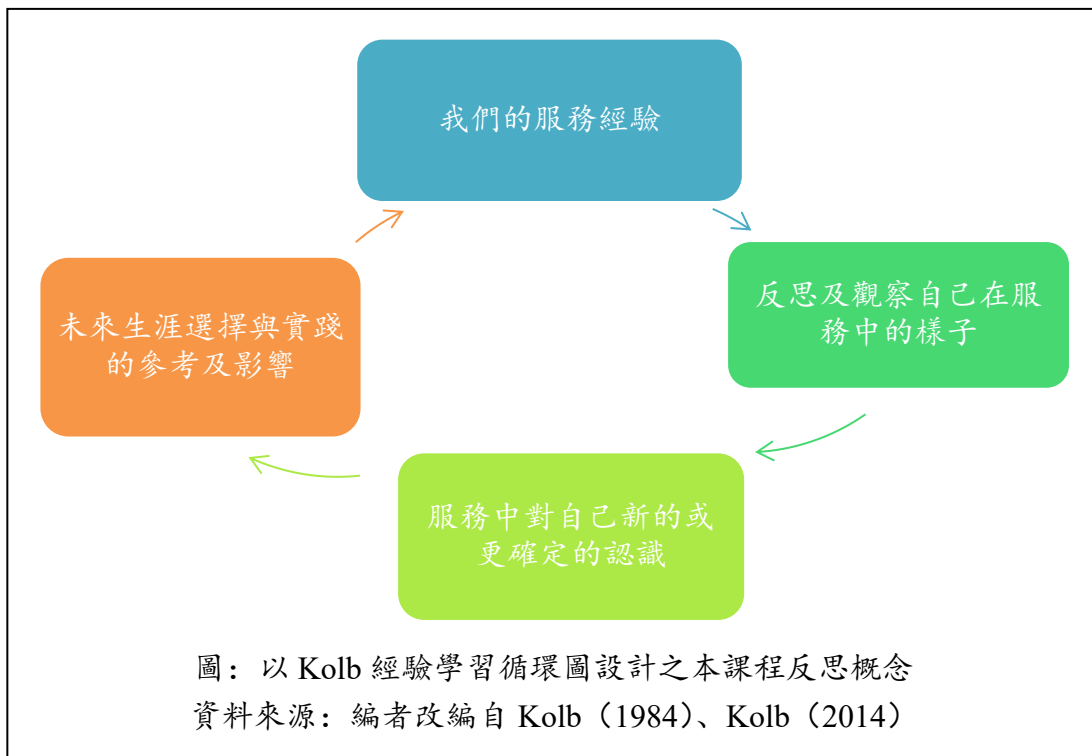 我們的服務經驗
反思及觀察自己在服
務中的樣子
服務中對自己新的或
更確定的認識
未來生涯選擇與實踐
的參考及影響
圖：以 Kolb 經驗學習循環圖設計之本課程反思概念
資料來源：編者改編自 Kolb（1984）、Kolb（2014）